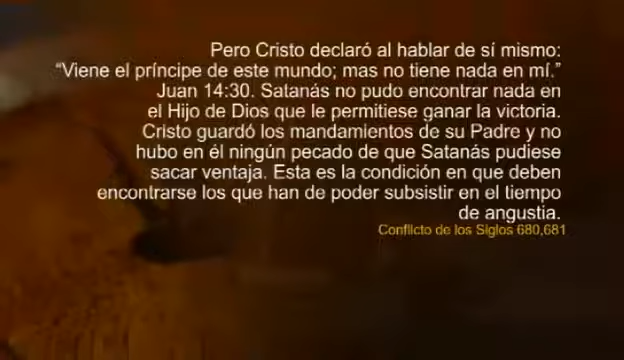 Pero Cristo declaró al hablar de sí mismo:
“Viene el príncipe de este mundo; mas no tiene nada en mí.”
Juan 14:30. Satanás no pudo encontrar nada en
el Hijo de Dios que le permitiese ganar la victoria.
Cristo guardó los mandamientos de su Padre y no
hubo en él ningún pecado de que Satanás pudiese
sacar ventaja. Esta es la condición en que deben
encontrarse los que han de poder subsistir en el tiempo
de angustia.
Conflicto de los Siglos 680,681